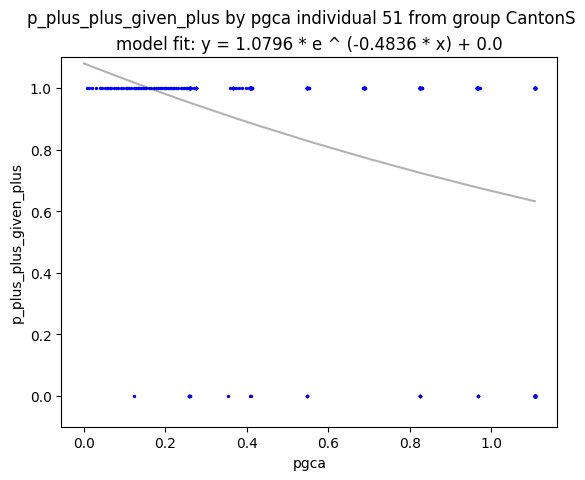 p_plus_plus_given_plus by pgca individual 51 from group CantonS
model fit: y = 1.0796 * e ^ (-0.4836 * x) + 0.0
1.0
0.8
0.6
0.4
0.2
0.0
p_plus_plus_given_plus
0.0 0.2 0.4 0.6 0.8 1.0
pgca